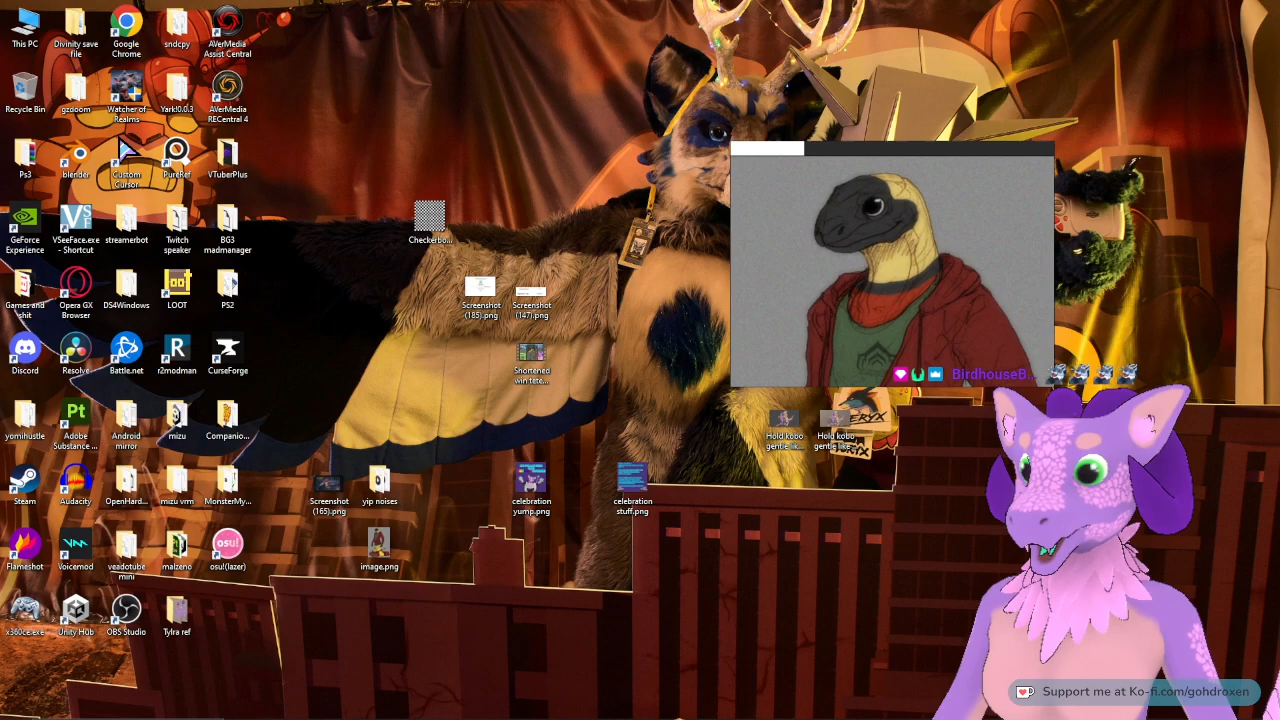 This PC
Divinity save
file
Google
Chrome
sndcpy
AVerMedia
Assist Central
Recycle Bin
gzdoom
Watcher of
Realms
Yark!0.0.3
AVerMedia
RECentral 4
Ps3
blender
Custom
Cursor
PureRef
VTuberPlus
GeForce
Experience
VSeeFace.exe
- Shortcut
streamerbot
Twitch
speaker
BG3
madmanager
Checkerbo...
Games and
shit
Opera GX
Browser
DS4Windows
LOOT
PS2
Screenshot
(185).png
Screenshot
(147).png
Discord
Resolve
Battle.net
r2modman
CurseForge
Shortened
win tete...
BirdhouseB...
yomihustle
Adobe
Substance ...
Android
mirror
mizu
Companio...
Hold kobo
gentle lik...
Hold kobo
gentle lik...
ERYX
Steam
Audacity
OpenHard...
mizu vrm
MonsterMy...
Screenshot
(165).png
yip noises
celebration
yump.png
celebration
stuff.png
Flameshot
Voicemod
veadotube
mini
malzeno
osu!
osu!(lazer)
image.png
x360ce.exe
Unity Hub
OBS Studio
Tylra ref
Support me at Ko-fi.com/gohdroxen